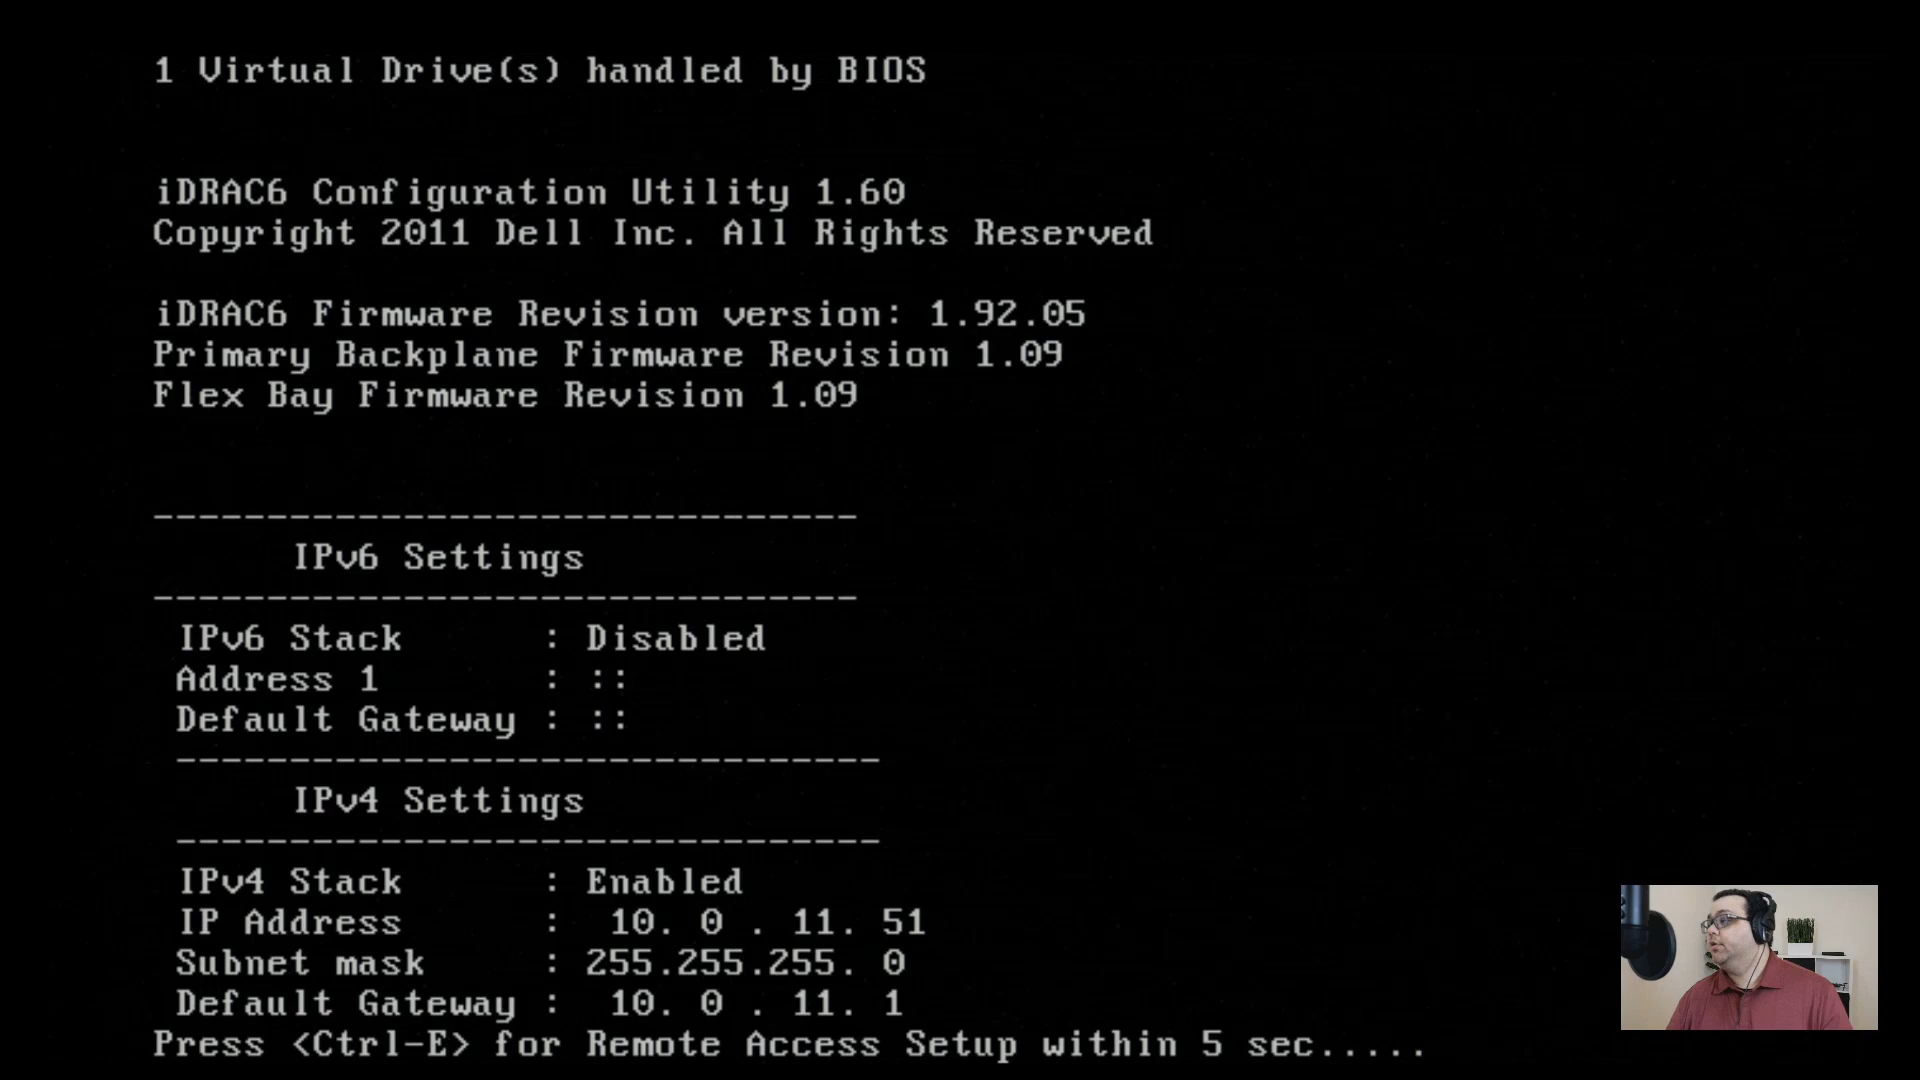 1 Virtual Drive(s) handled by BIOS
iDRAC6 Configuration Utility 1.60
Copyright 2011 Dell Inc. All Rights Reserved
iDRAC6 Firmware Revision version: 1.92.05
Primary Backplane Firmware Revision 1.09
Flex Bay Firmware Revision 1.09
-------------------------------
IPv6 Settings
-------------------------------
IPv6 Stack : Disabled
Address 1 : ::
Default Gateway : ::
-------------------------------
IPv4 Settings
-------------------------------
IPv4 Stack : Enabled
IP Address : 10. 0 . 11. 51
Subnet mask : 255.255.255. 0
Default Gateway : 10. 0 . 11. 1
Press <Ctrl-E> for Remote Access Setup within 5 sec.....